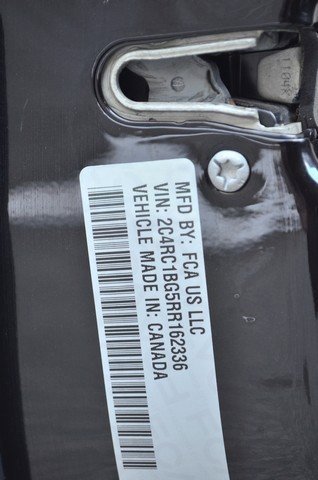 MFD BY: FCA US LLC
VIN: 2C4RC1BG5RR162336
VEHICLE MADE IN: CANADA